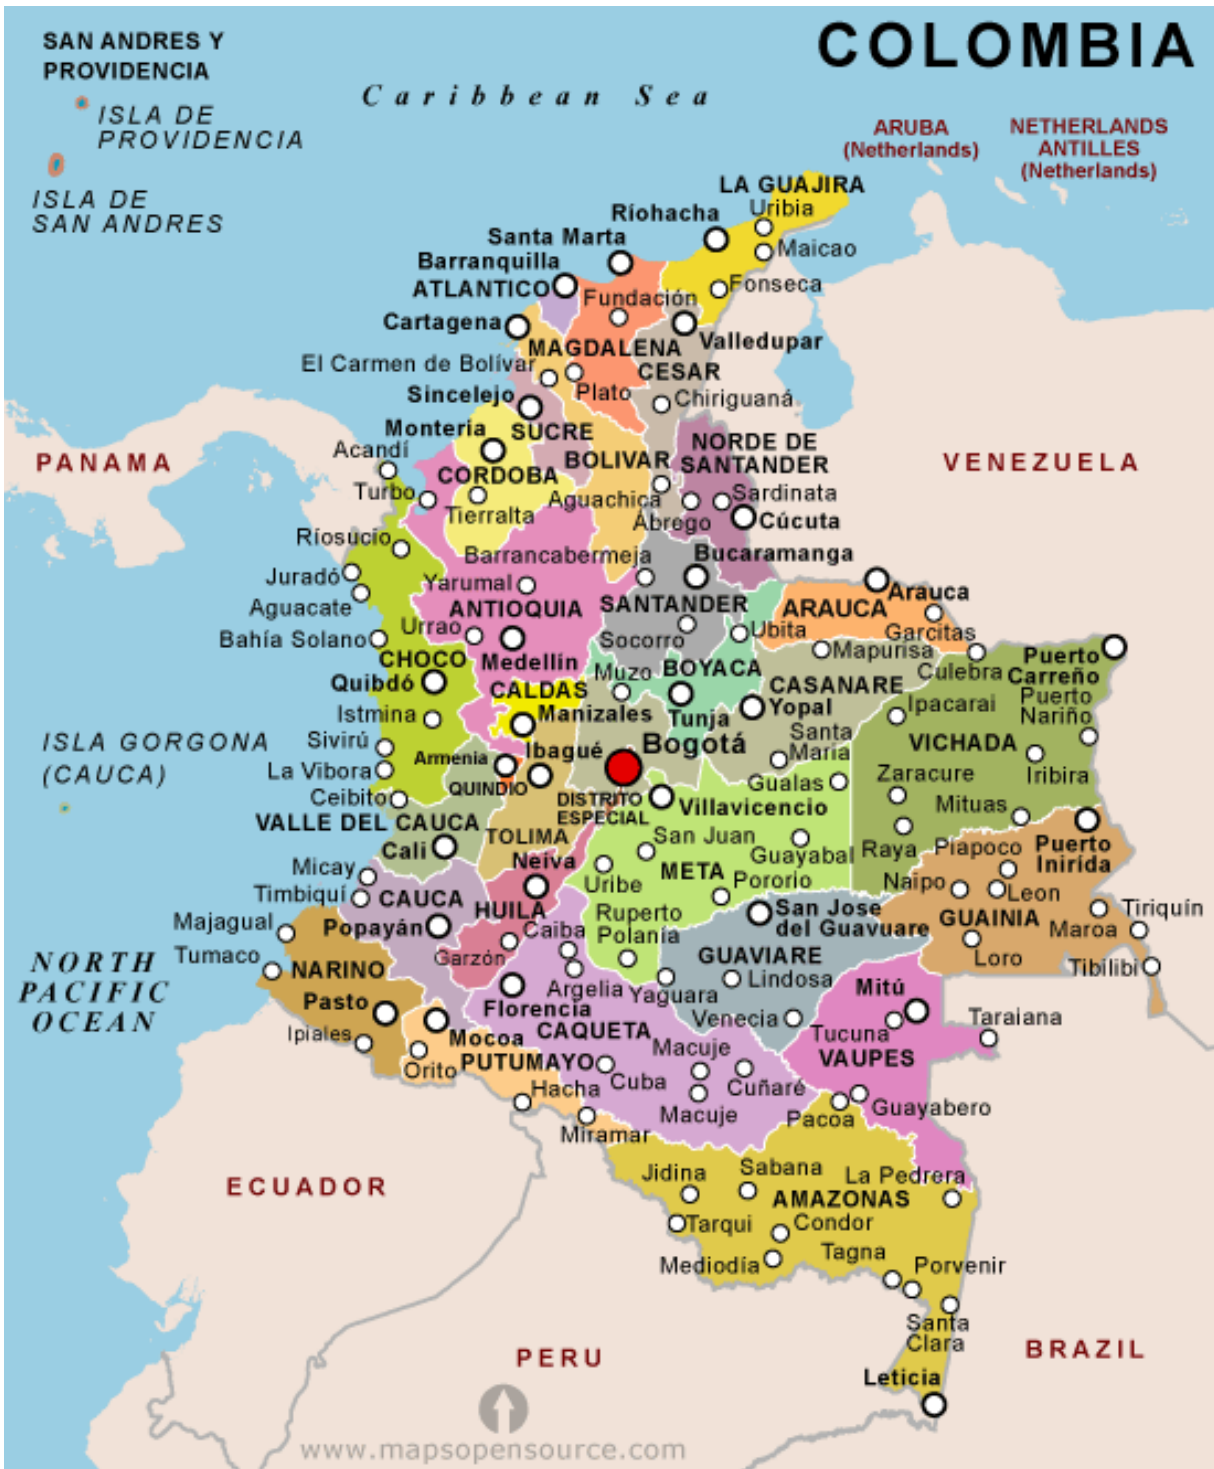 COLOMBIA
SAN ANDRES Y
PROVIDENCIA
ISLA DE
PROVIDENCIA
ISLA DE
SAN ANDRES
Caribbean Sea
ARUBA
(Netherlands)
NETHERLANDS
ANTILLES
(Netherlands)
LA GUAJIRA
Uribia
Ríohacha
Maicao
Santa Marta
Barranquilla
ATLANTICO
Fundación
Fonseca
Cartagena
Valledupar
MAGDALENA
El Carmen de Bolívar
CESAR
Plato
Chiriguaná
Sincelejo
Monteria
SUCRE
NORDE DE
SANTANDER
Acandí
PANAMA
VENEZUELA
BOLIVAR
CORDOBA
Turbo
Aguachica
Sardinata
Tierralta
Abrego
Cúcuta
Ríosucio
Barrancabermeja
Bucaramanga
Juradó
Yarumal
Aguacate
ANTIOQUIA
SANTANDER
ARAUCA
Arauca
Bahía Solano
Urrao
Socorro
Ubita
Garcitas
Mapurisa
CHOCO
Medellín
Muzo
BOYACA
Culebra
Puerto
Carreño
Quibdó
CALDAS
CASANARE
Puerto
Nariño
Istmina
Manizales
Tunja
Yopal
Ipacarai
Sivirú
Ibagué
Bogotá
Santa
María
VICHADA
ISLA GORGONA
(CAUCA)
La Vibora
Armenia
Gualas
Zaracure
Iribira
Ceibito
QUINDIO
DISTRITO
ESPECIAL
Villavicencio
Mituas
VALLE DEL CAUCA
TOLIMA
San Juan
Cali
Guayabal
Raya
Piapoco
Puerto
Inirída
Micay
Neiva
META
Timbiquí
CAUCA
Uribe
Pororio
Naipo
Leon
Majagual
HUILA
Ruperto
Polanía
San Jose
del Guavuare
GUAINIA
Tiriquín
Popayán
Caiba
Maroa
Tumaco
Garzón
GUAVIARE
Loro
Tibilibi
NORTH
PACIFIC
OCEAN
NARINO
Lindosa
Argelia
Yaguara
Mitú
Pasto
Florencia
Venecia
Taraiana
Ipiales
Mocoa
CAQUETA
Tucuna
Macuje
VAUPES
Orito
PUTUMAYO
Cuba
Cuñaré
Hacha
Macuje
Pacoa
Guayabero
Miramar
Jidina
Sabana
La Pedrera
ECUADOR
AMAZONAS
Tarqui
Condor
Mediodía
Tagna
Porvenir
Santa
Clara
PERU
BRAZIL
Leticia
www.mapsopensource.com